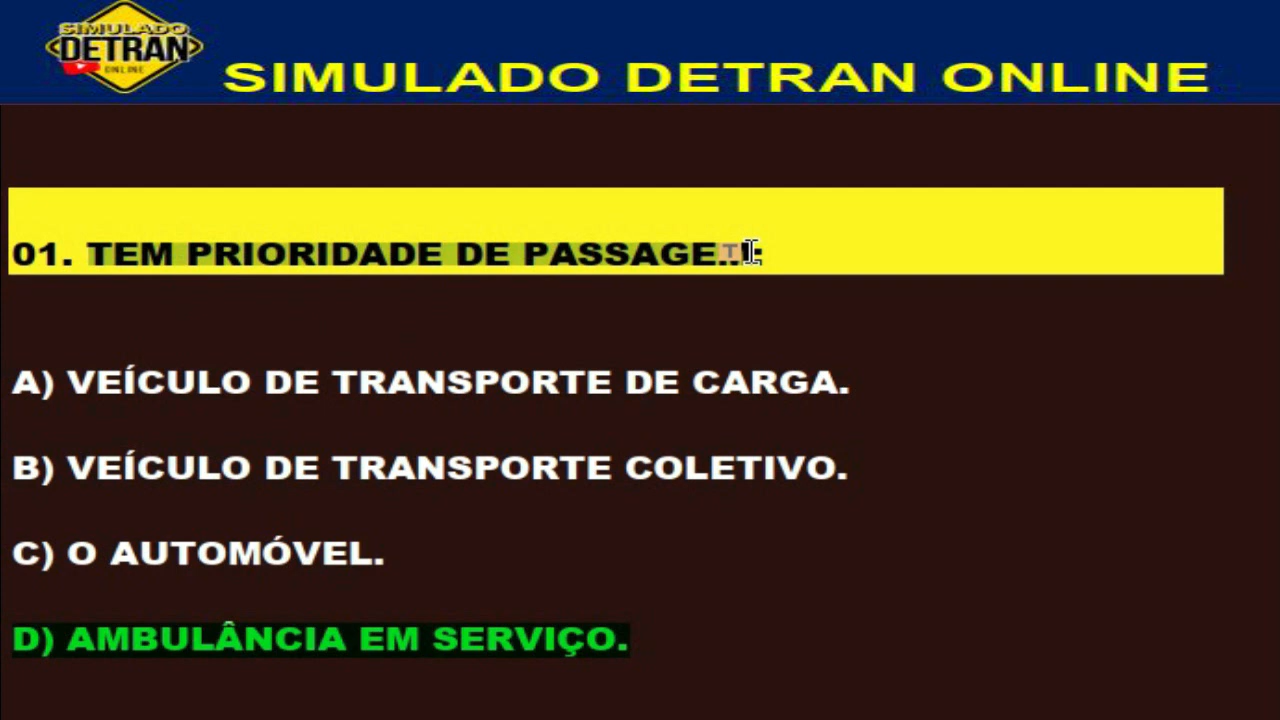 SIMULADO
DETRAN
ONLINE
SIMULADO DETRAN ONLINE
01. TEM PRIORIDADE DE PASSAGE
A) VEÍCULO DE TRANSPORTE DE CARGA.
B) VEÍCULO DE TRANSPORTE COLETIVO.
C) O AUTOMÓVEL.
D) AMBULÂNCIA EM SERVIÇO.